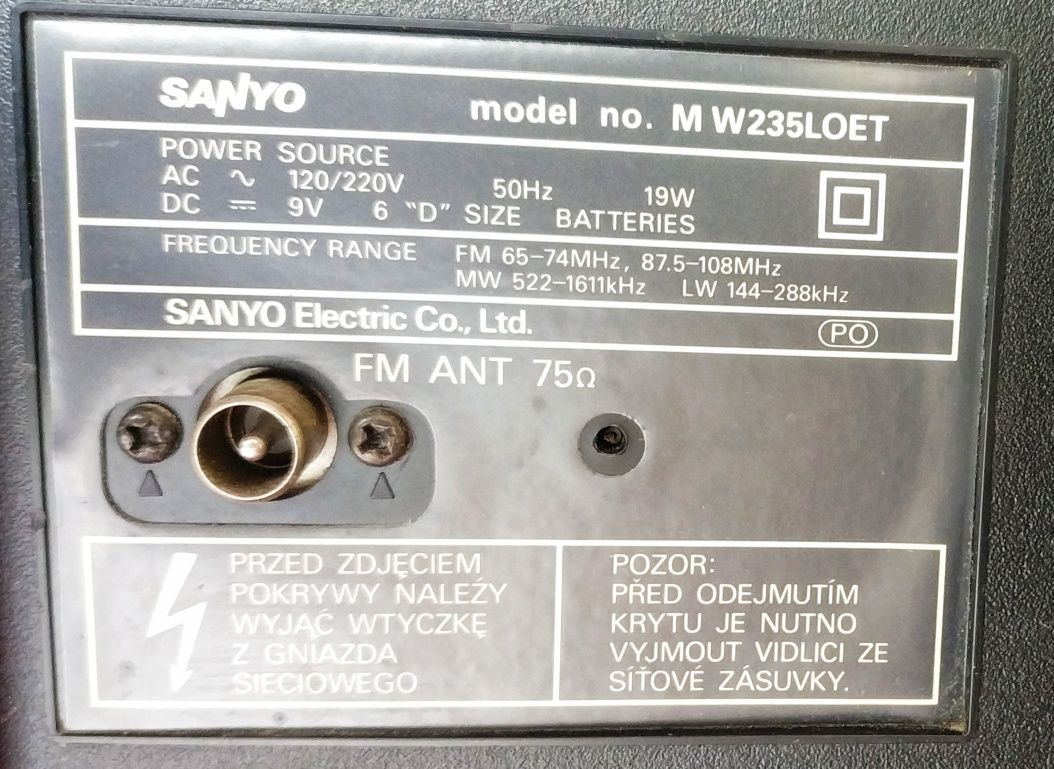 SANYO model no. M W235LOET
POWER SOURCE
AC ∿ 120/220V 50Hz 19W
DC ⎓ 9V 6 "D" SIZE BATTERIES
FREQUENCY RANGE FM 65–74MHz, 87.5–108MHz
MW 522–1611kHz LW 144–288kHz
SANYO Electric Co., Ltd. PO
FM ANT 75Ω
PRZED ZDJĘCIEM
POKRYWY NALEŻY
WYJĄĆ WTYCZKĘ
Z GNIAZDA
SIECIOWEGO
POZOR:
PŘED ODEJMUTÍM
KRYTU JE NUTNO
VYJMOUT VIDLICI ZE
SÍŤOVÉ ZÁSUVKY.